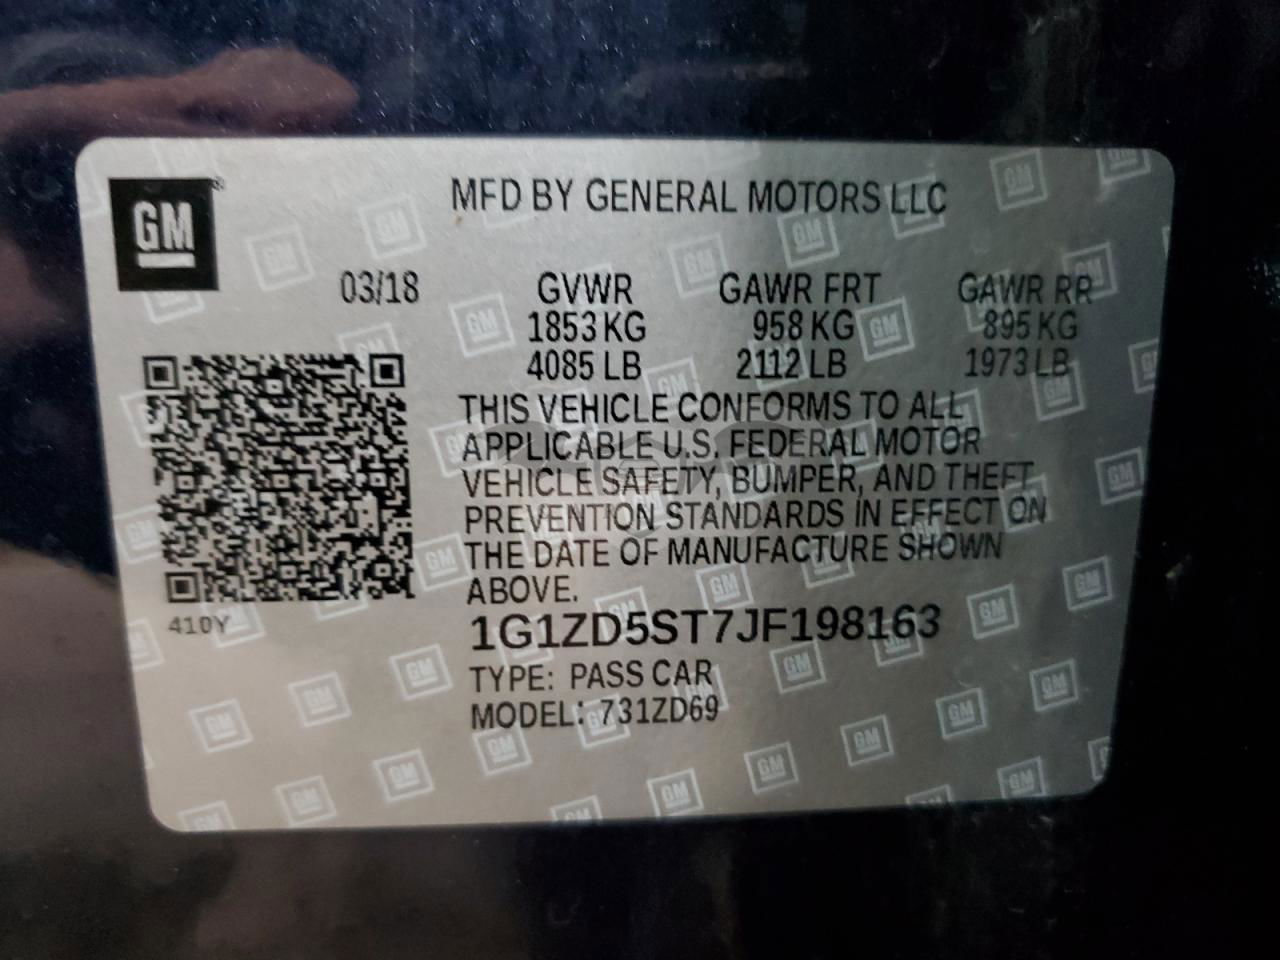 GM
MFD BY GENERAL MOTORS LLC
03/18 GVWR GAWR FRT GAWR RR
1853 KG 958 KG 895 KG
4085 LB 2112 LB 1973 LB
THIS VEHICLE CONFORMS TO ALL
APPLICABLE U.S. FEDERAL MOTOR
VEHICLE SAFETY, BUMPER, AND THEFT
PREVENTION STANDARDS IN EFFECT ON
THE DATE OF MANUFACTURE SHOWN
ABOVE.
410Y
1G1ZD5ST7JF198163
TYPE: PASS CAR
MODEL: 731ZD69